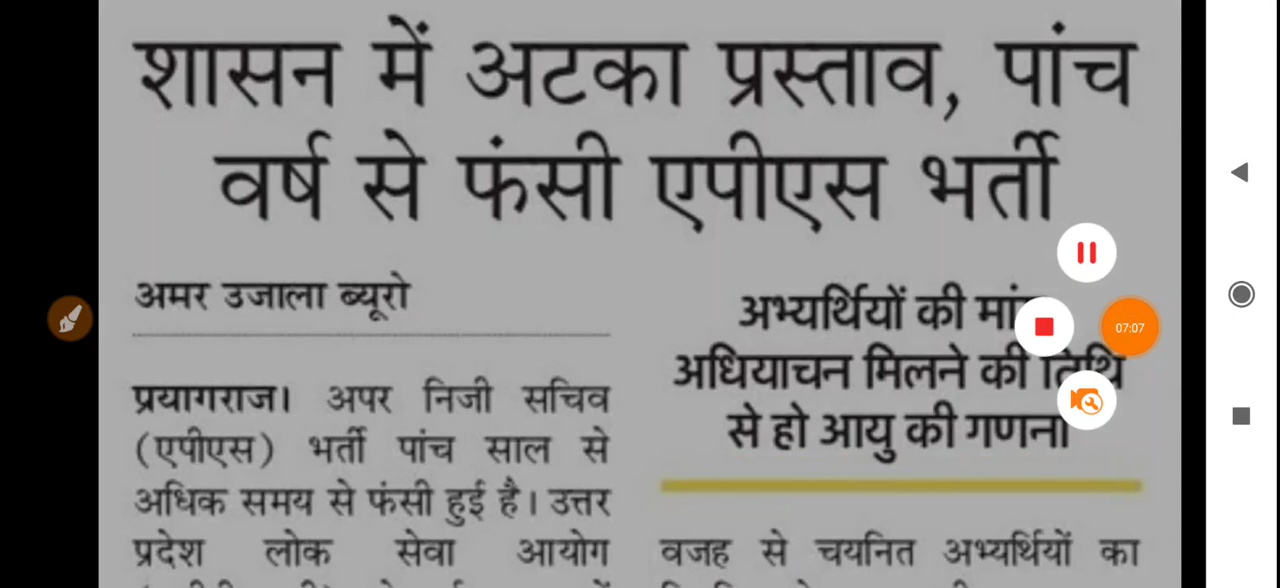 शासन में अटका प्रस्ताव, पांच
वर्ष से फंसी एपीएस भर्ती
अमर उजाला ब्यूरो
प्रयागराज। अपर निजी सचिव
(एपीएस) भर्ती पांच साल से
अधिक समय से फंसी हुई है। उत्तर
प्रदेश लोक सेवा आयोग
अभ्यर्थियों की
अधियाचन मिलने की तिथि
से हो आयु की गणना
वजह से चयनित अभ्यर्थियों का
07:07